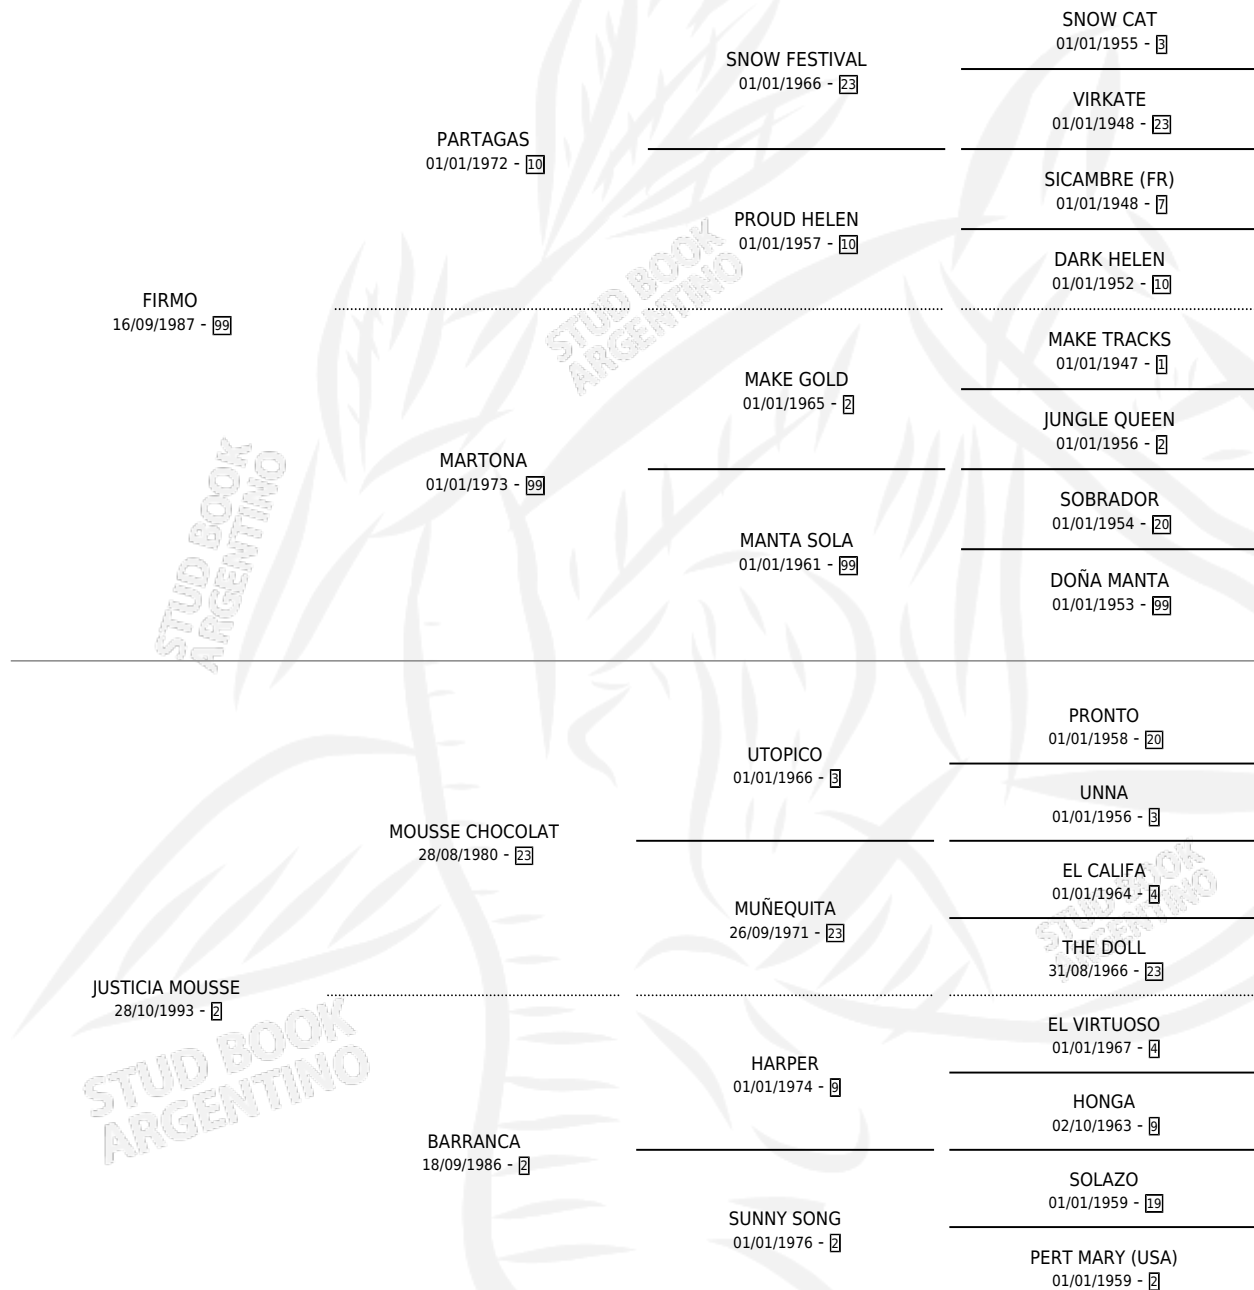 SNOW CAT
01/01/1955 - 3
SNOW FESTIVAL
01/01/1966 - 23
VIRKATE
01/01/1948 - 23
PARTAGAS
01/01/1972 - 10
SICAMBRE (FR)
01/01/1948 - 7
PROUD HELEN
01/01/1957 - 10
DARK HELEN
01/01/1952 - 10
FIRMO
16/09/1987 - 99
STUD BOOK
ARGENTINO
MAKE TRACKS
01/01/1947 - 1
MAKE GOLD
01/01/1965 - 2
JUNGLE QUEEN
01/01/1956 - 2
MARTONA
01/01/1973 - 99
SOBRADOR
01/01/1954 - 20
MANTA SOLA
01/01/1961 - 99
DOÑA MANTA
01/01/1953 - 99
STUD BOOK
ARGENTINO
PRONTO
01/01/1958 - 20
UTOPICO
01/01/1966 - 3
UNNA
01/01/1956 - 3
MOUSSE CHOCOLAT
28/08/1980 - 23
EL CALIFA
01/01/1964 - 4
MUÑEQUITA
26/09/1971 - 23
STUD BOOK
ARGENTINO
THE DOLL
31/08/1966 - 23
JUSTICIA MOUSSE
28/10/1993 - 2
STUD BOOK
ARGENTINO
EL VIRTUOSO
01/01/1967 - 4
HARPER
01/01/1974 - 9
HONGA
02/10/1963 - 9
BARRANCA
18/09/1986 - 2
SOLAZO
01/01/1959 - 19
SUNNY SONG
01/01/1976 - 2
PERT MARY (USA)
01/01/1959 - 2